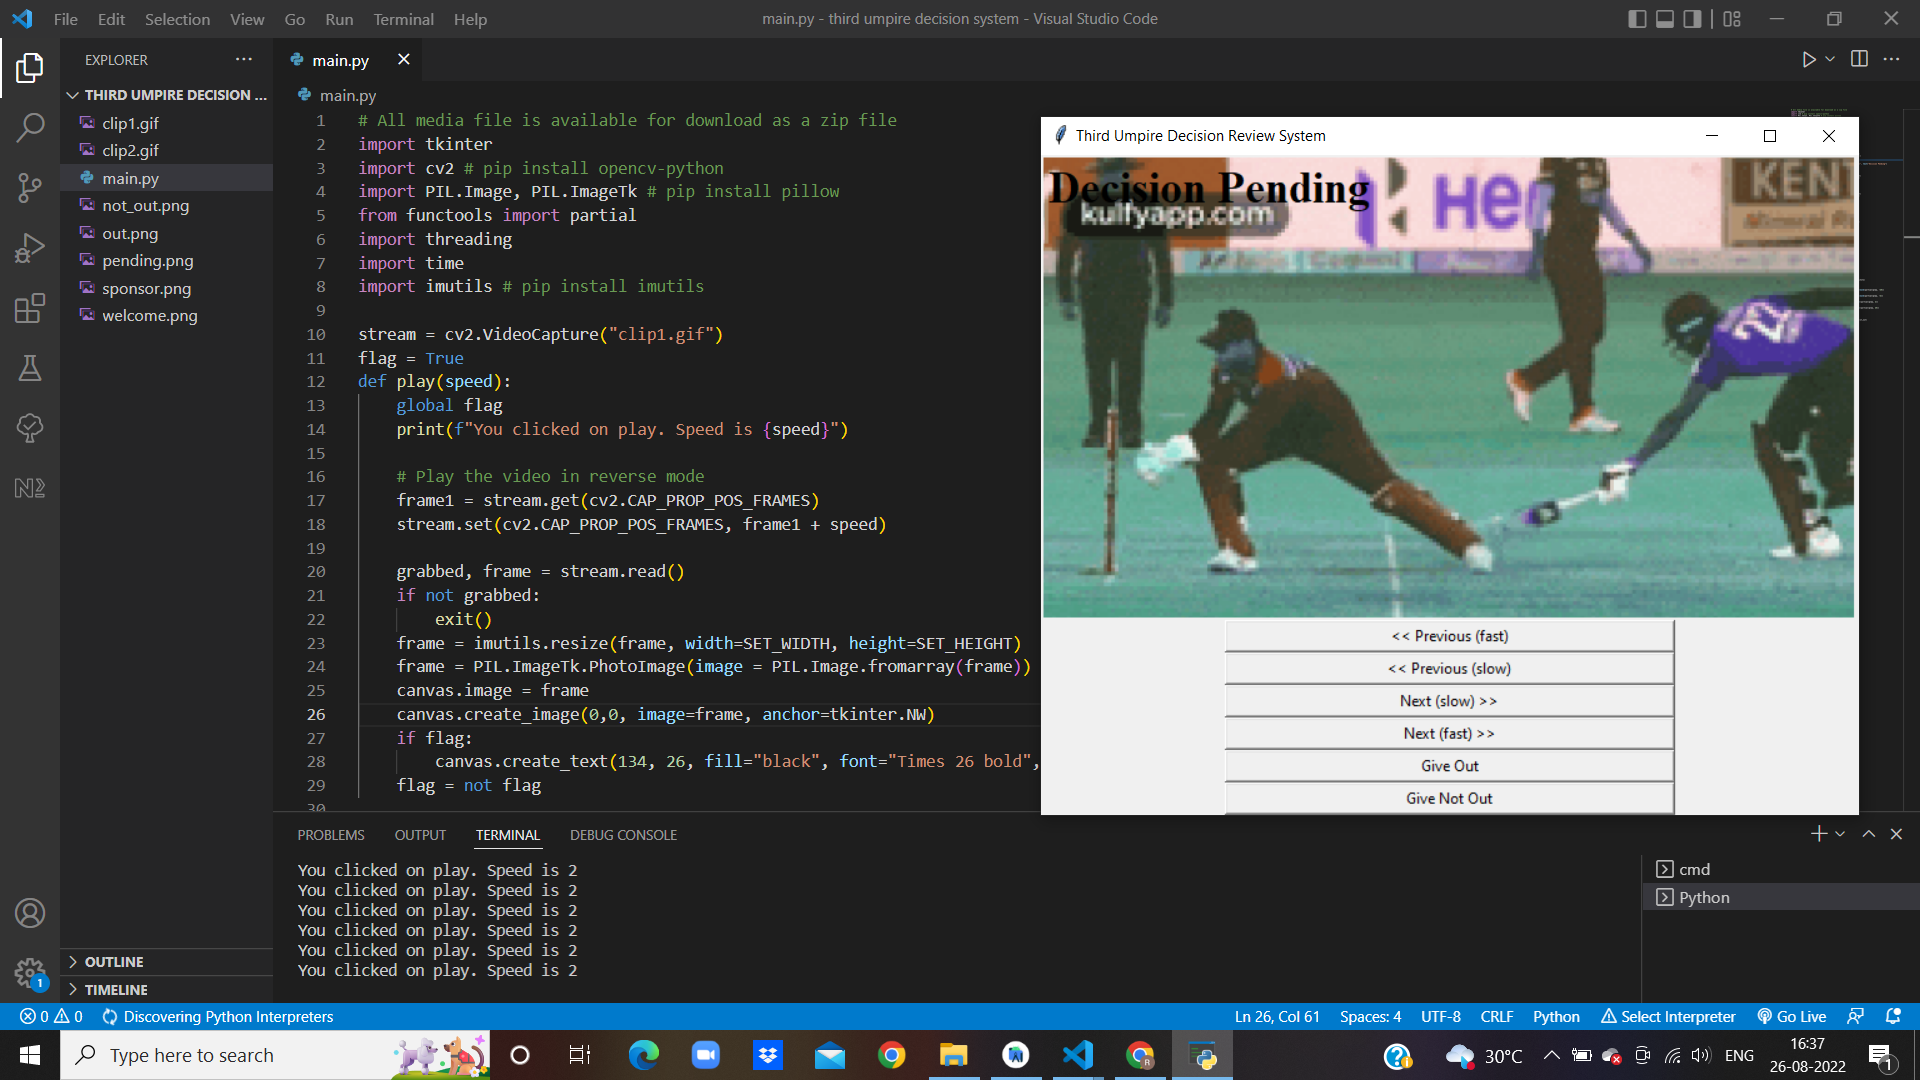 File Edit Selection View Go Run Terminal Help
main.py - third umpire decision system - Visual Studio Code
EXPLORER
THIRD UMPIRE DECISION ...
clip1.gif
clip2.gif
main.py
not_out.png
out.png
pending.png
sponsor.png
welcome.png
OUTLINE
TIMELINE
main.py
main.py
1 # All media file is available for download as a zip file
2 import tkinter
3 import cv2 # pip install opencv-python
4 import PIL.Image, PIL.ImageTk # pip install pillow
5 from functools import partial
6 import threading
7 import time
8 import imutils # pip install imutils
9
10 stream = cv2.VideoCapture("clip1.gif")
11 flag = True
12 def play(speed):
13 global flag
14 print(f"You clicked on play. Speed is {speed}")
15
16 # Play the video in reverse mode
17 frame1 = stream.get(cv2.CAP_PROP_POS_FRAMES)
18 stream.set(cv2.CAP_PROP_POS_FRAMES, frame1 + speed)
19
20 grabbed, frame = stream.read()
21 if not grabbed:
22 exit()
23 frame = imutils.resize(frame, width=SET_WIDTH, height=SET_HEIGHT)
24 frame = PIL.ImageTk.PhotoImage(image = PIL.Image.fromarray(frame))
25 canvas.image = frame
26 canvas.create_image(0,0, image=frame, anchor=tkinter.NW)
27 if flag:
28 canvas.create_text(134, 26, fill="black", font="Times 26 bold",
29 flag = not flag
30
Third Umpire Decision Review System
Decision Pending
kulfyapp.com
KENT
22
<< Previous (fast)
<< Previous (slow)
Next (slow) >>
Next (fast) >>
Give Out
Give Not Out
PROBLEMS OUTPUT TERMINAL DEBUG CONSOLE
You clicked on play. Speed is 2
You clicked on play. Speed is 2
You clicked on play. Speed is 2
You clicked on play. Speed is 2
You clicked on play. Speed is 2
You clicked on play. Speed is 2
cmd
Python
1
0 0 Discovering Python Interpreters
Ln 26, Col 61 Spaces: 4 UTF-8 CRLF Python Select Interpreter Go Live
Type here to search
30°C ENG
16:37
26-08-2022
1